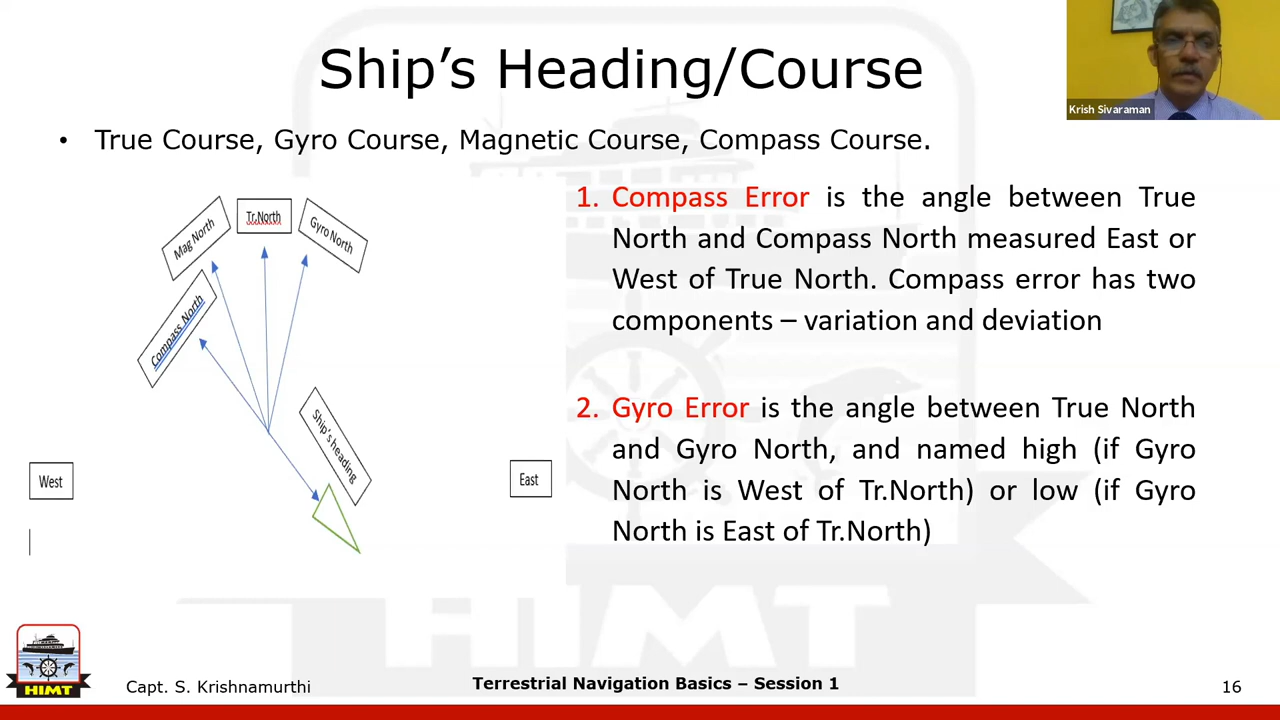 Ship's Heading/Course
Krish Sivaraman
• True Course, Gyro Course, Magnetic Course, Compass Course.
Mag North
Tr.North
Gyro North
Compass North
Ship's heading
West
East
1. Compass Error is the angle between True
North and Compass North measured East or
West of True North. Compass error has two
components – variation and deviation
2. Gyro Error is the angle between True North
and Gyro North, and named high (if Gyro
North is West of Tr.North) or low (if Gyro
North is East of Tr.North)
HIMT
HIMT
Capt. S. Krishnamurthi
Terrestrial Navigation Basics – Session 1
16